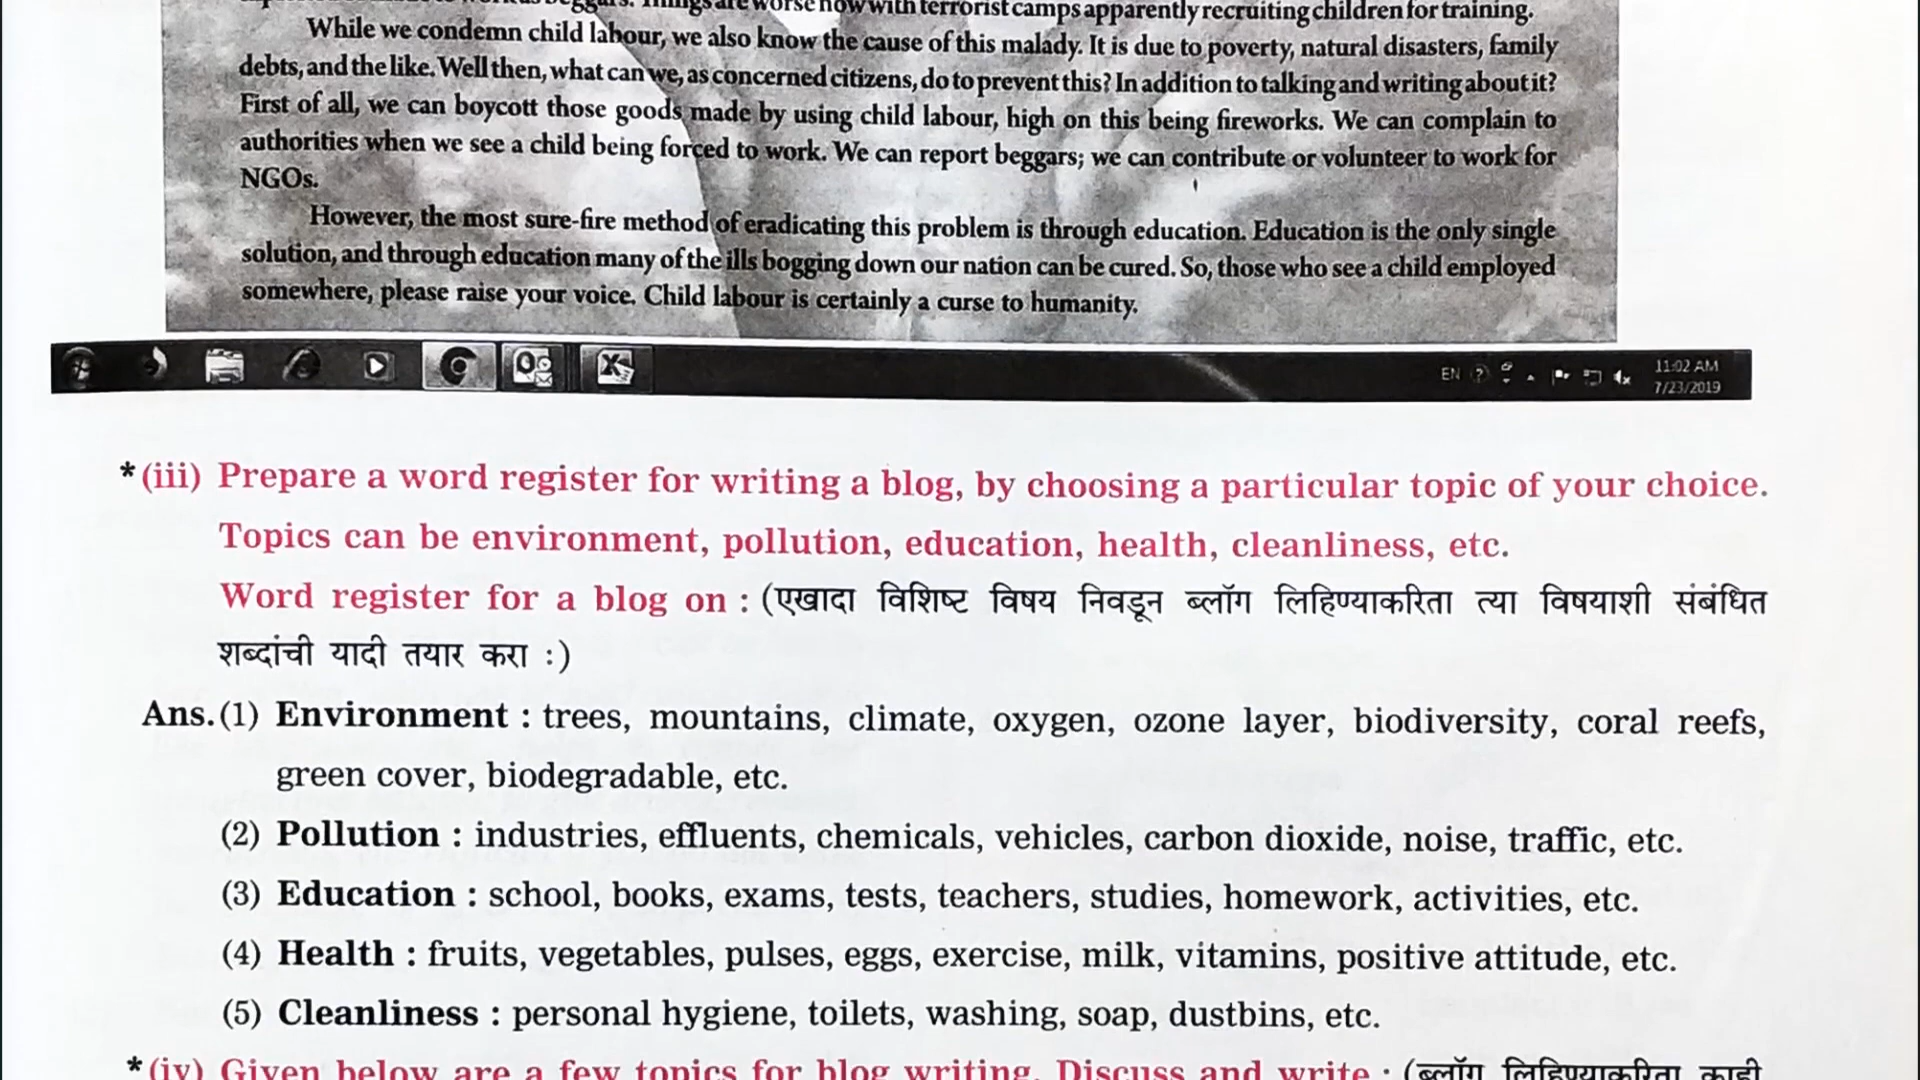 worse now with terrorist camps apparently recruiting children for training.
While we condemn child labour, we also know the cause of this malady. It is due to poverty, natural disasters, family
debts, and the like. Well then, what can we, as concerned citizens, do to prevent this? In addition to talking and writing about it?
First of all, we can boycott those goods made by using child labour, high on this being fireworks. We can complain to
authorities when we see a child being forced to work. We can report beggars; we can contribute or volunteer to work for
NGOs.
However, the most sure-fire method of eradicating this problem is through education. Education is the only single
solution, and through education many of the ills bogging down our nation can be cured. So, those who see a child employed
somewhere, please raise your voice. Child labour is certainly a curse to humanity.
EN 11:02 AM
7/23/2019
*(iii) Prepare a word register for writing a blog, by choosing a particular topic of your choice.
Topics can be environment, pollution, education, health, cleanliness, etc.
Word register for a blog on : (एखादा विशिष्ट विषय निवडून ब्लॉग लिहिण्याकरिता त्या विषयाशी संबंधित
शब्दांची यादी तयार करा :)
Ans. (1) Environment : trees, mountains, climate, oxygen, ozone layer, biodiversity, coral reefs,
green cover, biodegradable, etc.
(2) Pollution : industries, effluents, chemicals, vehicles, carbon dioxide, noise, traffic, etc.
(3) Education : school, books, exams, tests, teachers, studies, homework, activities, etc.
(4) Health : fruits, vegetables, pulses, eggs, exercise, milk, vitamins, positive attitude, etc.
(5) Cleanliness : personal hygiene, toilets, washing, soap, dustbins, etc.
*(iv) Given below are a few topics for blog writing. Discuss and write : (ब्लॉग लिहिण्याकरिता काही